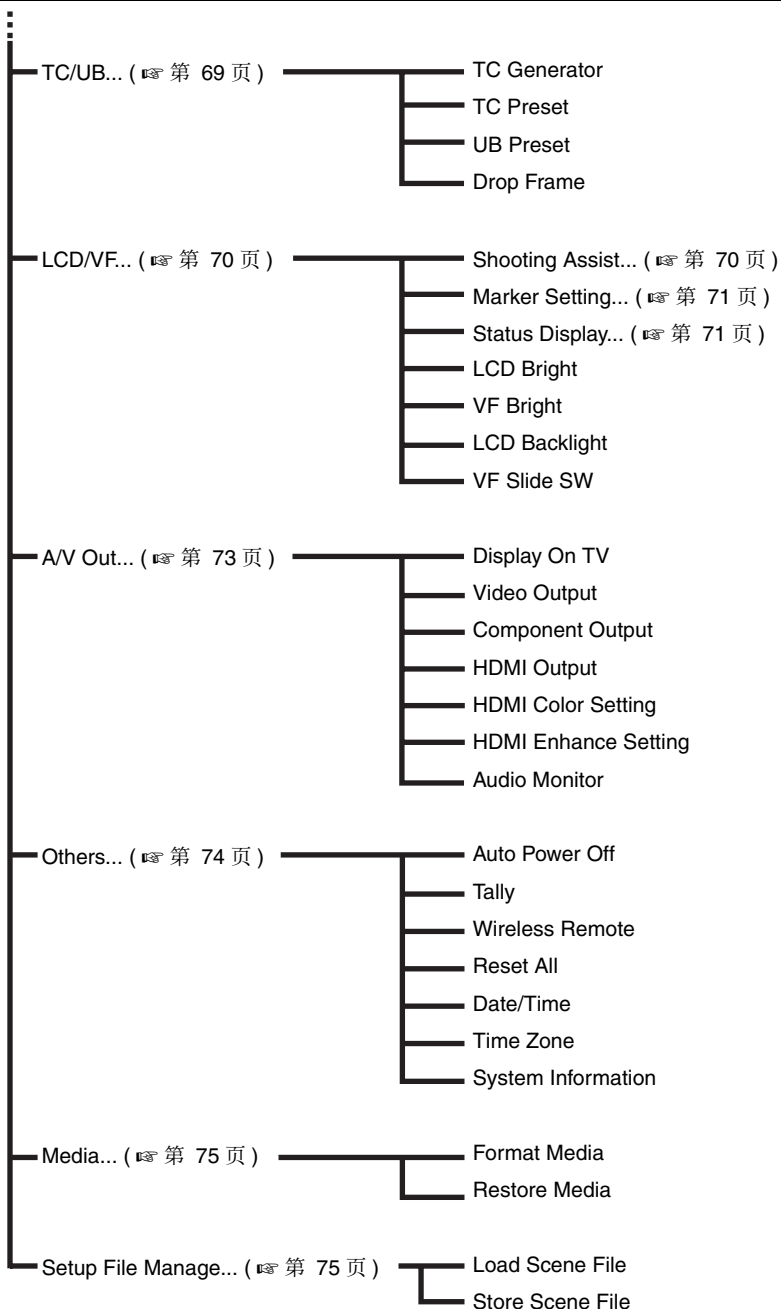 TC/UB... ( ☞ 第 69 页 )
TC Generator
TC Preset
UB Preset
Drop Frame
LCD/VF... ( ☞ 第 70 页 )
Shooting Assist... ( ☞ 第 70 页 )
Marker Setting... ( ☞ 第 71 页 )
Status Display... ( ☞ 第 71 页 )
LCD Bright
VF Bright
LCD Backlight
VF Slide SW
A/V Out... ( ☞ 第 73 页 )
Display On TV
Video Output
Component Output
HDMI Output
HDMI Color Setting
HDMI Enhance Setting
Audio Monitor
Others... ( ☞ 第 74 页 )
Auto Power Off
Tally
Wireless Remote
Reset All
Date/Time
Time Zone
System Information
Media... ( ☞ 第 75 页 )
Format Media
Restore Media
Setup File Manage... ( ☞ 第 75 页 )
Load Scene File
Store Scene File